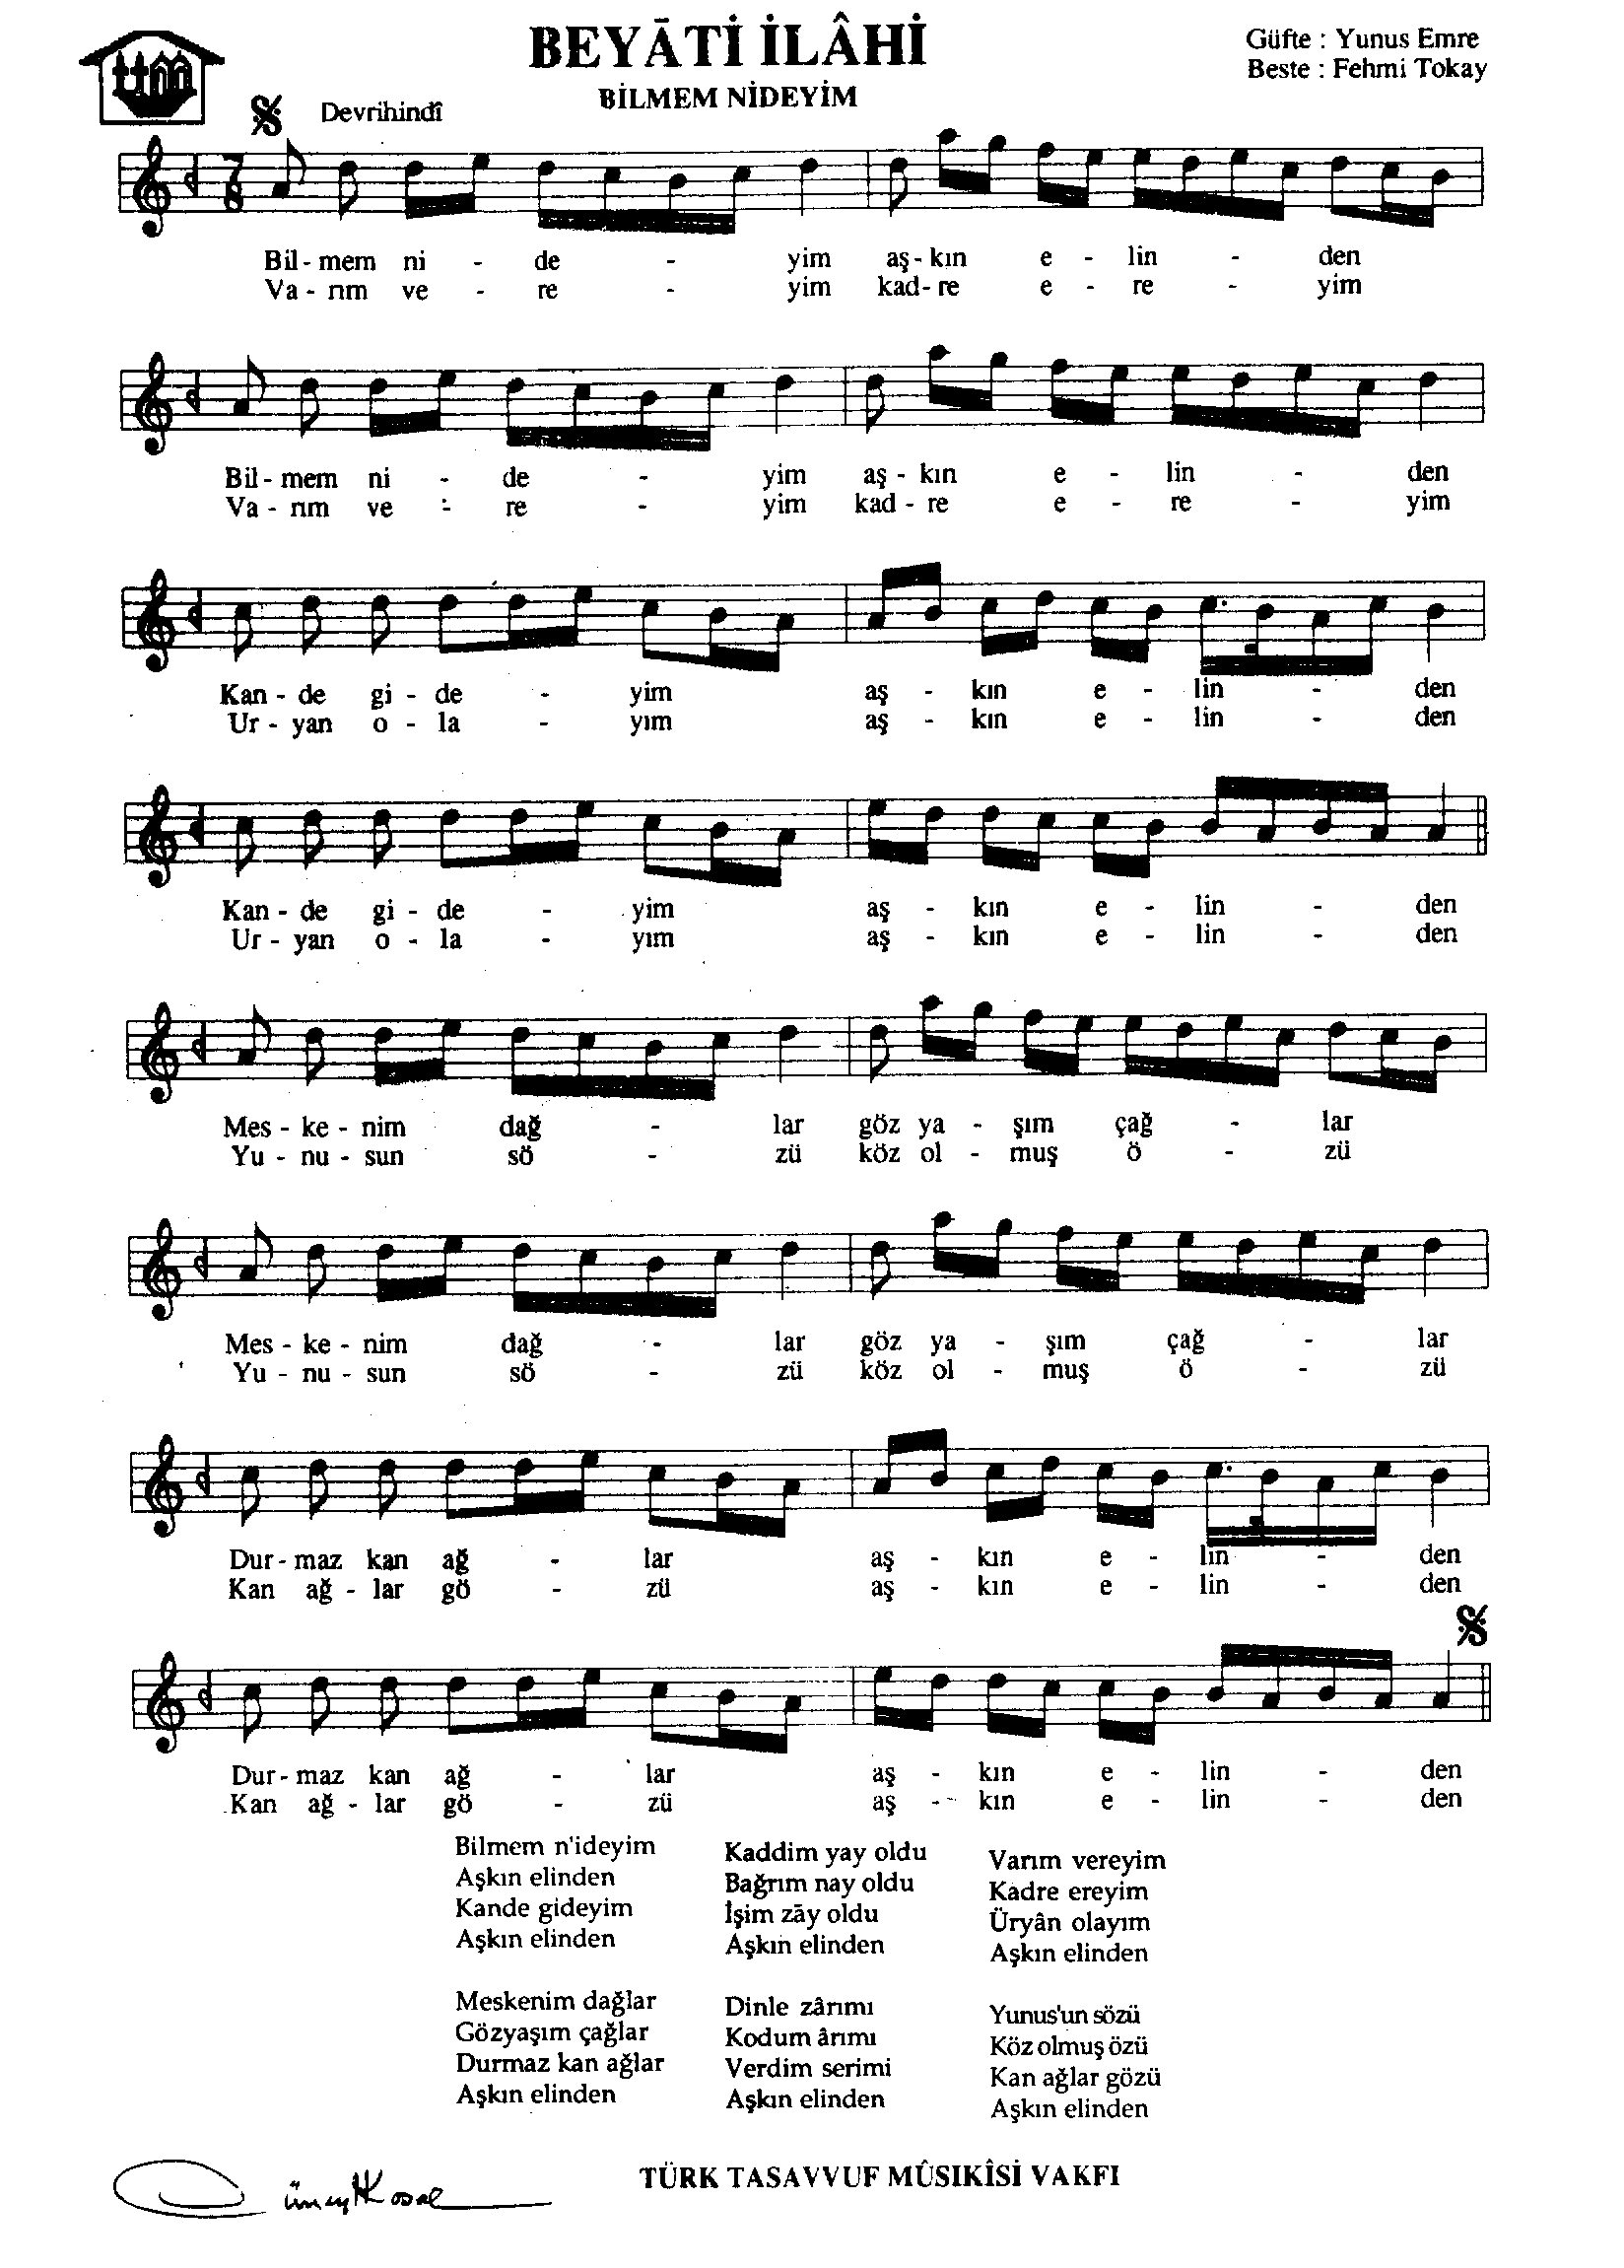 ttmv
BEYĀTİ İLÂHİ
BİLMEM NİDEYİM
Güfte : Yunus Emre
Beste : Fehmi Tokay
Devrihindî
7
8
Bil - mem ni - de - yim aş - kın e - lin - den
Va - rım ve - re - yim kad - re e - re - yim
Bil - mem ni - de - yim aş - kın e - lin - den
Va - rım ve - re - yim kad - re e - re - yim
Kan - de gi - de - yim aş - kın e - lin - den
Ur - yan o - la - yım aş - kın e - lin - den
Kan - de gi - de - yim aş - kın e - lin - den
Ur - yan o - la - yım aş - kın e - lin - den
Mes - ke - nim dağ - lar göz ya - şım çağ - lar
Yu - nu - sun sö - zü köz ol - muş ö - zü
Mes - ke - nim dağ - lar göz ya - şım çağ - lar
Yu - nu - sun sö - zü köz ol - muş ö - zü
Dur - maz kan ağ - lar aş - kın e - lin - den
Kan ağ - lar gö - zü aş - kın e - lin - den
Dur - maz kan ağ - lar aş - kın e - lin - den
Kan ağ - lar gö - zü aş - kın e - lin - den
Bilmem n'ideyim
Aşkın elinden
Kande gideyim
Aşkın elinden
Meskenim dağlar
Gözyaşım çağlar
Durmaz kan ağlar
Aşkın elinden
Kaddim yay oldu
Bağrım nay oldu
İşim zāy oldu
Aşkın elinden
Dinle zârımı
Kodum ârımı
Verdim serimi
Aşkın elinden
Varım vereyim
Kadre ereyim
Üryân olayım
Aşkın elinden
Yunus'un sözü
Köz olmuş özü
Kan ağlar gözü
Aşkın elinden
TÜRK TASAVVUF MÛSIKÎSİ VAKFI